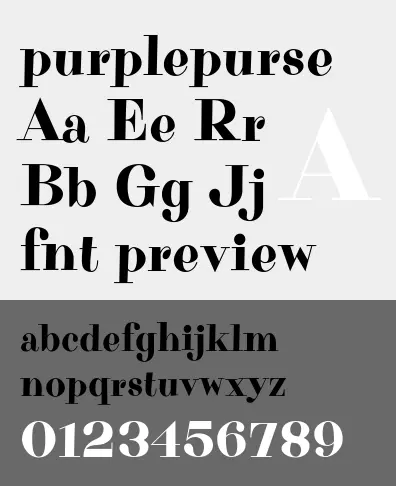 purplepurse
Aa Ee Rr
A
Bb Gg Jj
fnt preview
abcdefghijklm
nopqrstuvwxyz
0123456789